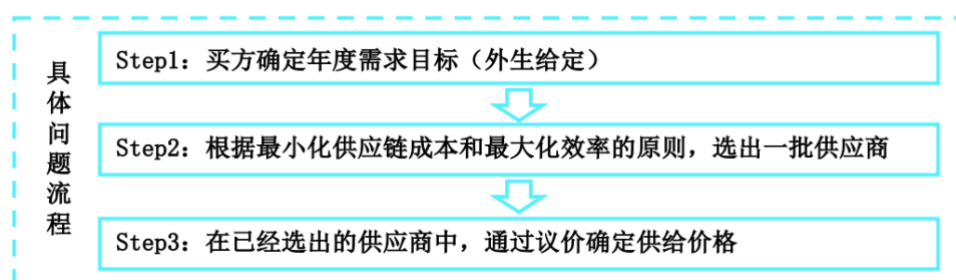 具体问题流程
Step1：买方确定年度需求目标（外生给定）
Step2：根据最小化供应链成本和最大化效率的原则，选出一批供应商
Step3：在已经选出的供应商中，通过议价确定供给价格